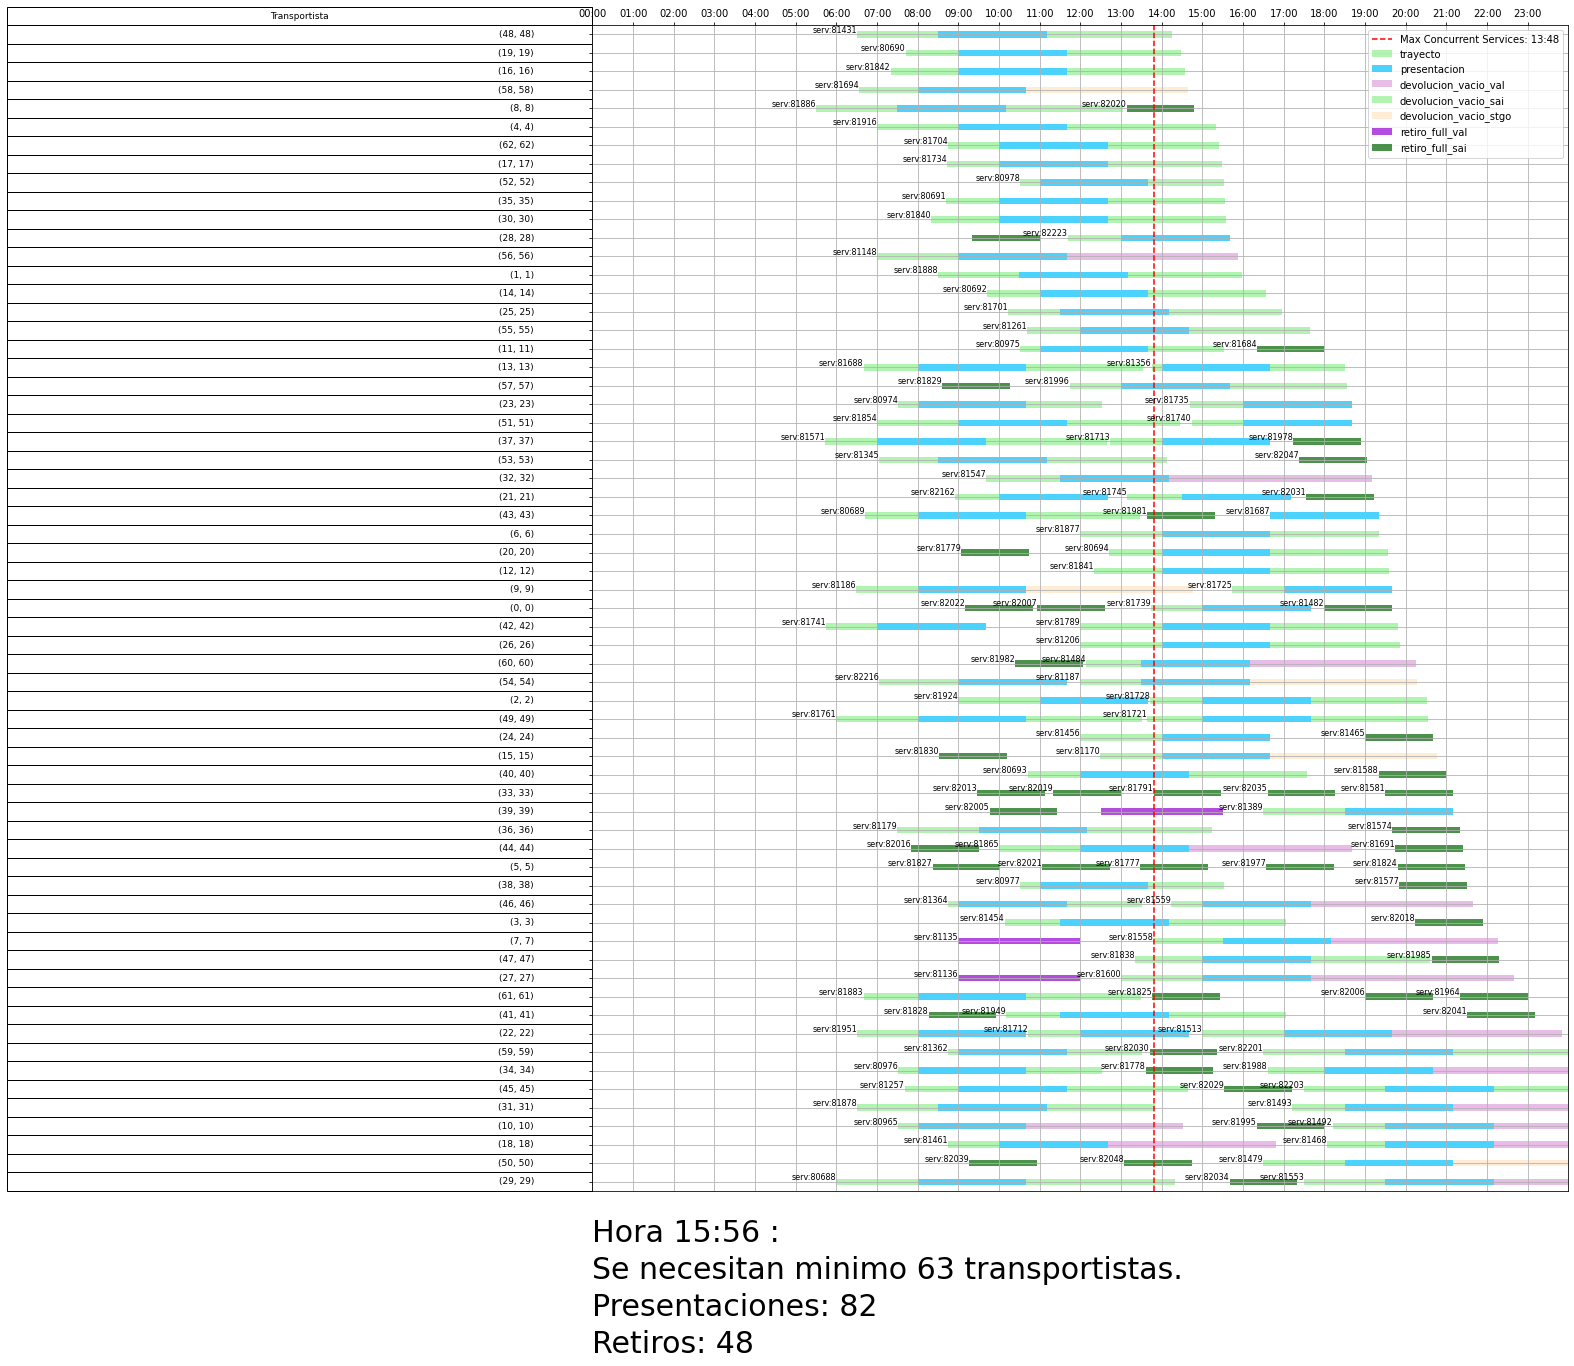 Transportista
00:00 01:00 02:00 03:00 04:00 05:00 06:00 07:00 08:00 09:00 10:00 11:00 12:00 13:00 14:00 15:00 16:00 17:00 18:00 19:00 20:00 21:00 22:00 23:00
Max Concurrent Services: 13:48
trayecto
presentacion
devolucion_vacio_val
devolucion_vacio_sai
devolucion_vacio_stgo
retiro_full_val
retiro_full_sai
(48, 48) serv:81431
(19, 19) serv:80690
(16, 16) serv:81842
(58, 58) serv:81694
(8, 8) serv:81886 serv:82020
(4, 4) serv:81916
(62, 62) serv:81704
(17, 17) serv:81734
(52, 52) serv:80978
(35, 35) serv:80691
(30, 30) serv:81840
(28, 28) serv:82223
(56, 56) serv:81148
(1, 1) serv:81888
(14, 14) serv:80692
(25, 25) serv:81701
(55, 55) serv:81261
(11, 11) serv:80975 serv:81684
(13, 13) serv:81688 serv:81356
(57, 57) serv:81829 serv:81996
(23, 23) serv:80974 serv:81735
(51, 51) serv:81854 serv:81740
(37, 37) serv:81571 serv:81713 serv:81978
(53, 53) serv:81345 serv:82047
(32, 32) serv:81547
(21, 21) serv:82162 serv:81745 serv:82031
(43, 43) serv:80689 serv:81981 serv:81687
(6, 6) serv:81877
(20, 20) serv:81779 serv:80694
(12, 12) serv:81841
(9, 9) serv:81186 serv:81725
(0, 0) serv:82022 serv:82007 serv:81739 serv:81482
(42, 42) serv:81741 serv:81789
(26, 26) serv:81206
(60, 60) serv:81982 serv:81484
(54, 54) serv:82216 serv:81187
(2, 2) serv:81924 serv:81728
(49, 49) serv:81761 serv:81721
(24, 24) serv:81456 serv:81465
(15, 15) serv:81830 serv:81170
(40, 40) serv:80693 serv:81588
(33, 33) serv:82013 serv:82019 serv:81791 serv:82035 serv:81581
(39, 39) serv:82005 serv:81389
(36, 36) serv:81179 serv:81574
(44, 44) serv:82016 serv:81865 serv:81691
(5, 5) serv:81827 serv:82021 serv:81777 serv:81977 serv:81824
(38, 38) serv:80977 serv:81577
(46, 46) serv:81364 serv:81559
(3, 3) serv:81454 serv:82018
(7, 7) serv:81135 serv:81558
(47, 47) serv:81838 serv:81985
(27, 27) serv:81136 serv:81600
(61, 61) serv:81883 serv:81825 serv:82006 serv:81964
(41, 41) serv:81828 serv:81949 serv:82041
(22, 22) serv:81951 serv:81712 serv:81513
(59, 59) serv:81362 serv:82030 serv:82201
(34, 34) serv:80976 serv:81778 serv:81988
(45, 45) serv:81257 serv:82029 serv:82203
(31, 31) serv:81878 serv:81493
(10, 10) serv:80965 serv:81995 serv:81492
(18, 18) serv:81461 serv:81468
(50, 50) serv:82039 serv:82048 serv:81479
(29, 29) serv:80688 serv:82034 serv:81553
Hora 15:56 :
Se necesitan minimo 63 transportistas.
Presentaciones: 82
Retiros: 48